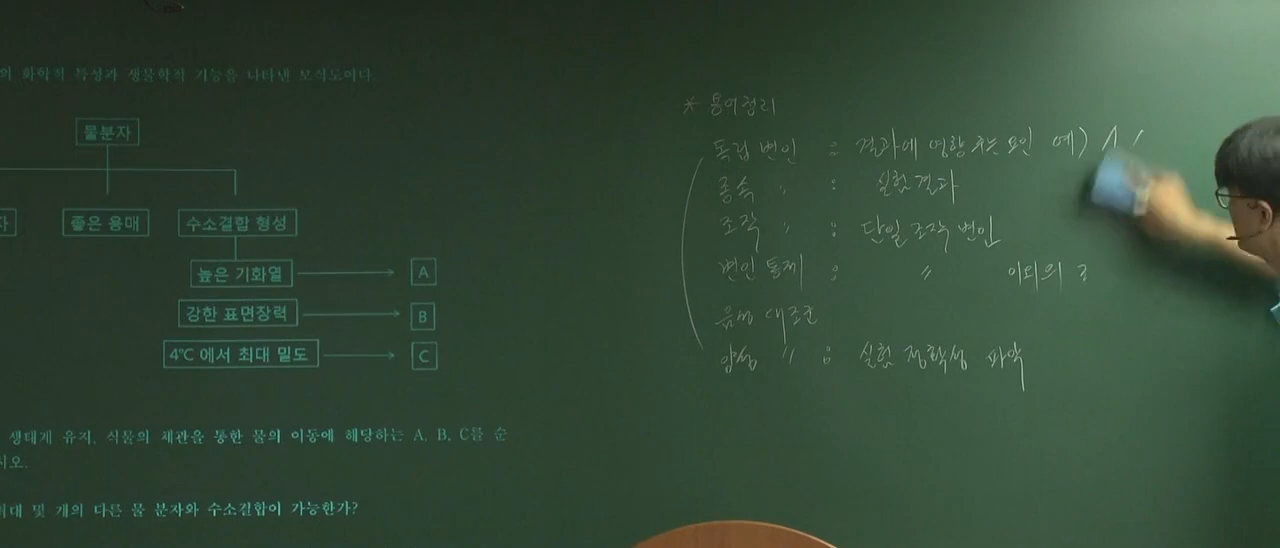 의 화학적 특성과 생물학적 기능을 나타낸 모식도이다.
물분자
자
좋은 용매
수소결합 형성
높은 기화열
A
강한 표면장력
B
4℃ 에서 최대 밀도
C
생태계 유지, 식물의 체관을 통한 물의 이동에 해당하는 A, B, C를 순
시오.
최대 몇 개의 다른 물 분자와 수소결합이 가능한가?
* 용어정리
독립 변인 : 결과에 영향 주는 요인 예)
종속 〃 : 실험결과
조작 〃 : 단일 조작 변인
변인 통제 : 〃 이외의
음성 대조군
양성 〃 : 실험 정확성 파악